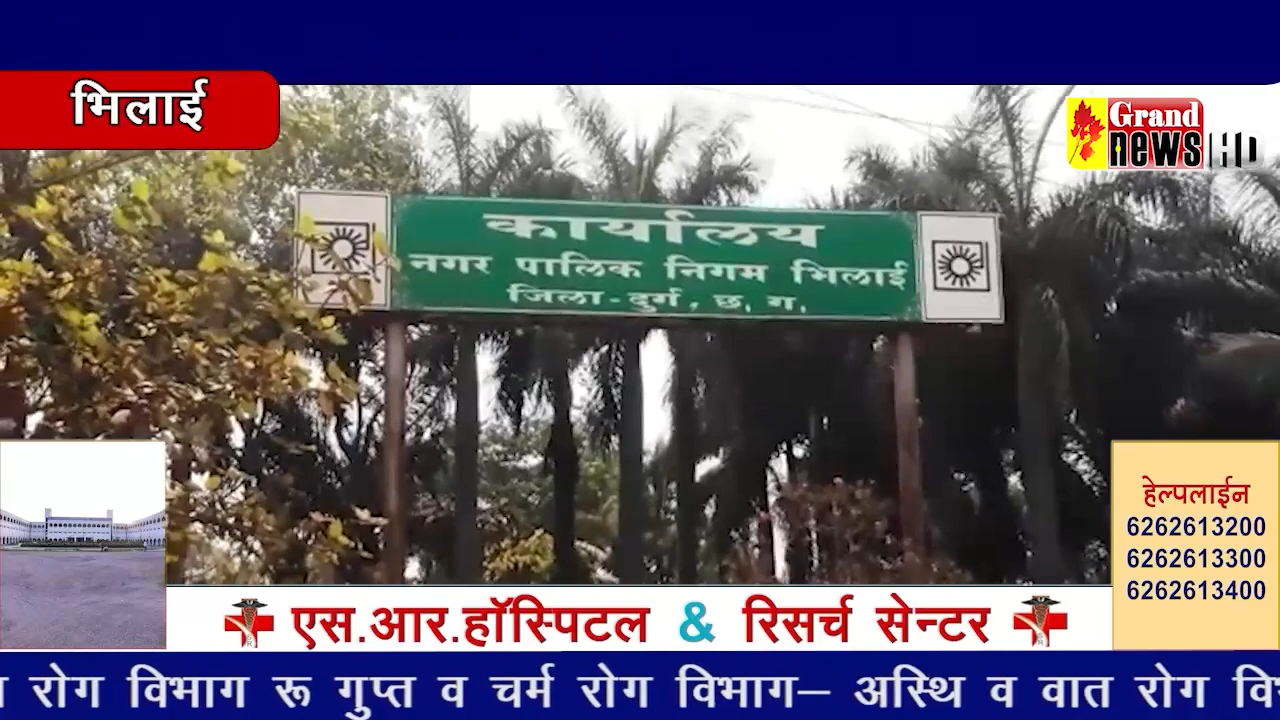 भिलाई
Grand
news HD
कार्यालय
नगर पालिक निगम भिलाई
जिला-दुर्ग, छ. ग.
हेल्पलाईन
6262613200
6262613300
6262613400
एस.आर.हॉस्पिटल & रिसर्च सेन्टर
रोग विभाग रू गुप्त व चर्म रोग विभाग– अस्थि व वात रोग